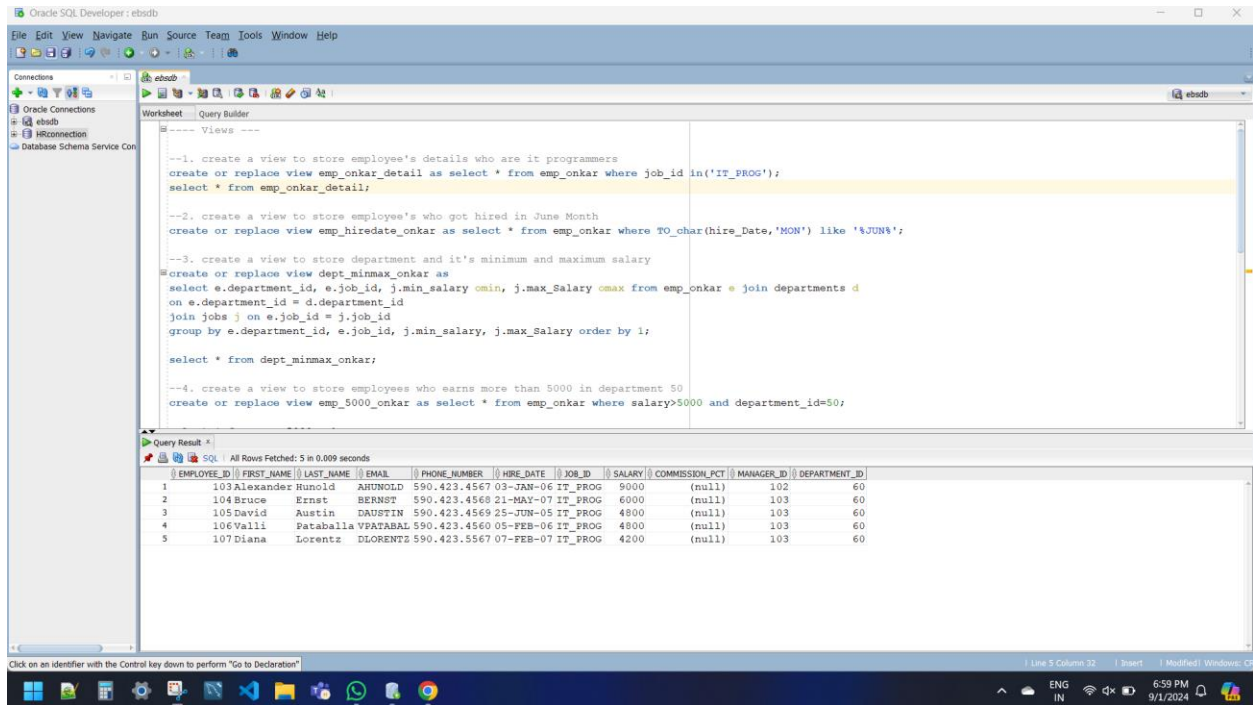 Oracle SQL Developer : ebsdb
File Edit View Navigate Run Source Team Tools Window Help
Connections
ebsdb
ebsdb
Oracle Connections
ebsdb
HRconnection
Database Schema Service Con
Worksheet Query Builder
---- Views ---
--1. create a view to store employee's details who are it programmers
create or replace view emp_onkar_detail as select * from emp_onkar where job_id in('IT_PROG');
select * from emp_onkar_detail;
--2. create a view to store employee's who got hired in June Month
create or replace view emp_hiredate_onkar as select * from emp_onkar where TO_char(hire_Date,'MON') like '%JUN%';
--3. create a view to store department and it's minimum and maximum salary
create or replace view dept_minmax_onkar as
select e.department_id, e.job_id, j.min_salary omin, j.max_Salary omax from emp_onkar e join departments d
on e.department_id = d.department_id
join jobs j on e.job_id = j.job_id
group by e.department_id, e.job_id, j.min_salary, j.max_Salary order by 1;
select * from dept_minmax_onkar;
--4. create a view to store employees who earns more than 5000 in department 50
create or replace view emp_5000_onkar as select * from emp_onkar where salary>5000 and department_id=50;
Query Result
SQL | All Rows Fetched: 5 in 0.009 seconds
EMPLOYEE_ID FIRST_NAME LAST_NAME EMAIL PHONE_NUMBER HIRE_DATE JOB_ID SALARY COMMISSION_PCT MANAGER_ID DEPARTMENT_ID
1 103 Alexander Hunold AHUNOLD 590.423.4567 03-JAN-06 IT_PROG 9000 (null) 102 60
2 104 Bruce Ernst BERNST 590.423.4568 21-MAY-07 IT_PROG 6000 (null) 103 60
3 105 David Austin DAUSTIN 590.423.4569 25-JUN-05 IT_PROG 4800 (null) 103 60
4 106 Valli Pataballa VPATABAL 590.423.4560 05-FEB-06 IT_PROG 4800 (null) 103 60
5 107 Diana Lorentz DLORENTZ 590.423.5567 07-FEB-07 IT_PROG 4200 (null) 103 60
Click on an identifier with the Control key down to perform "Go to Declaration"
Line 5 Column 32 | Insert | Modified | Windows: CR
ENG
IN
6:59 PM
9/1/2024